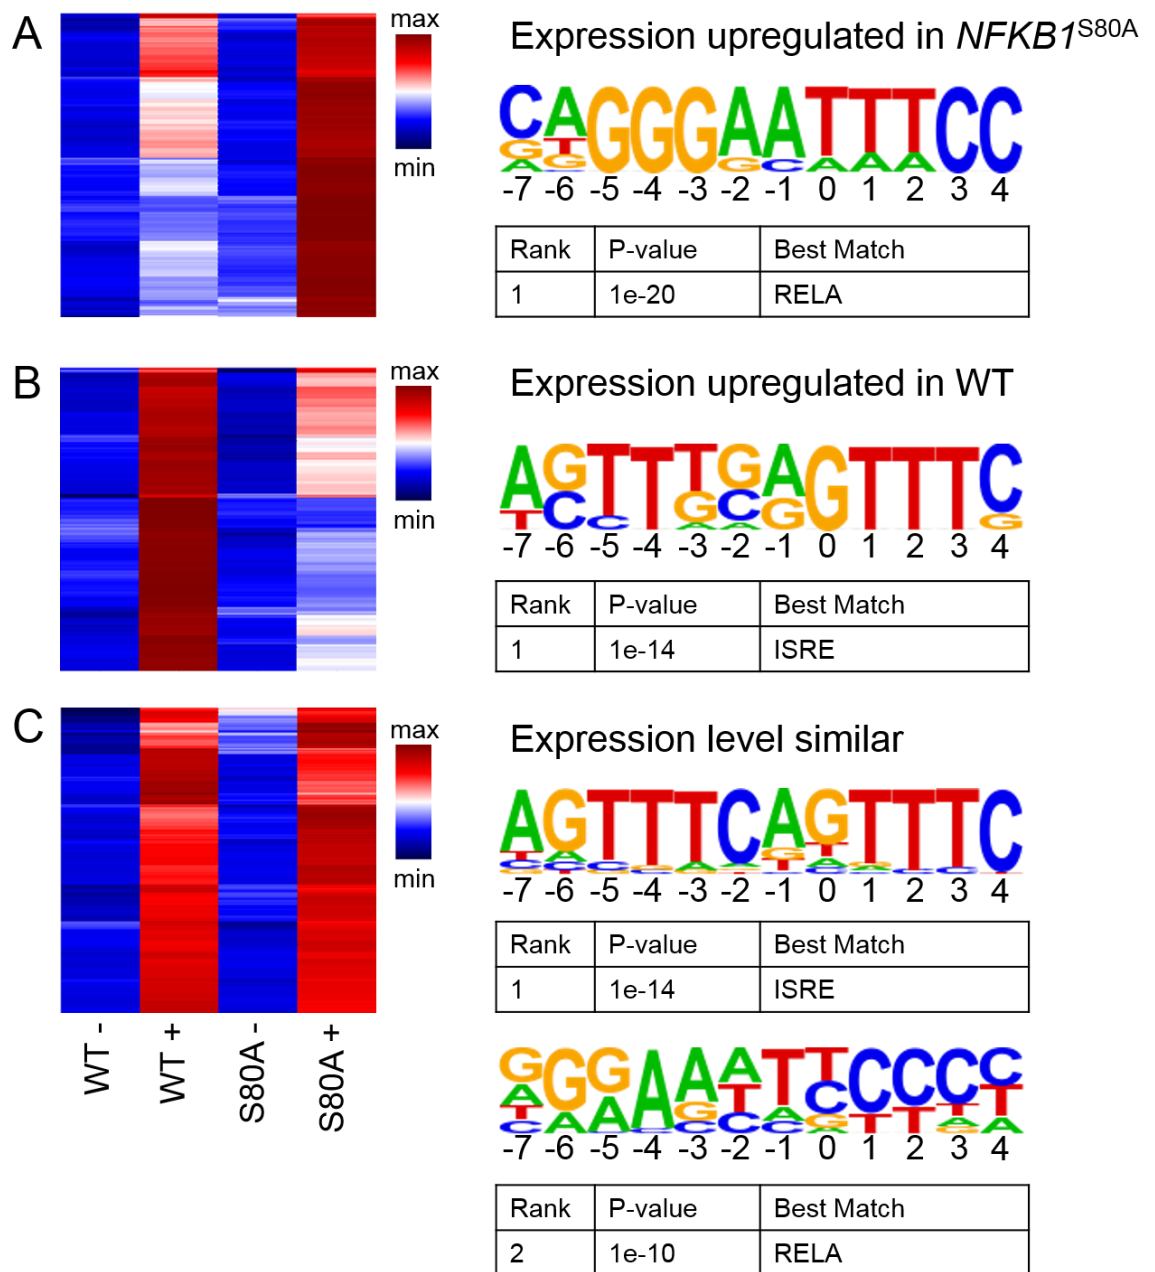 A
max
min
Expression upregulated in NFKB1S80A
-7 -6 -5 -4 -3 -2 -1 0 1 2 3 4
Rank P-value Best Match
1 1e-20 RELA
B
max
min
Expression upregulated in WT
-7 -6 -5 -4 -3 -2 -1 0 1 2 3 4
Rank P-value Best Match
1 1e-14 ISRE
C
max
min
Expression level similar
-7 -6 -5 -4 -3 -2 -1 0 1 2 3 4
Rank P-value Best Match
1 1e-14 ISRE
WT -
WT +
S80A -
S80A +
-7 -6 -5 -4 -3 -2 -1 0 1 2 3 4
Rank P-value Best Match
2 1e-10 RELA